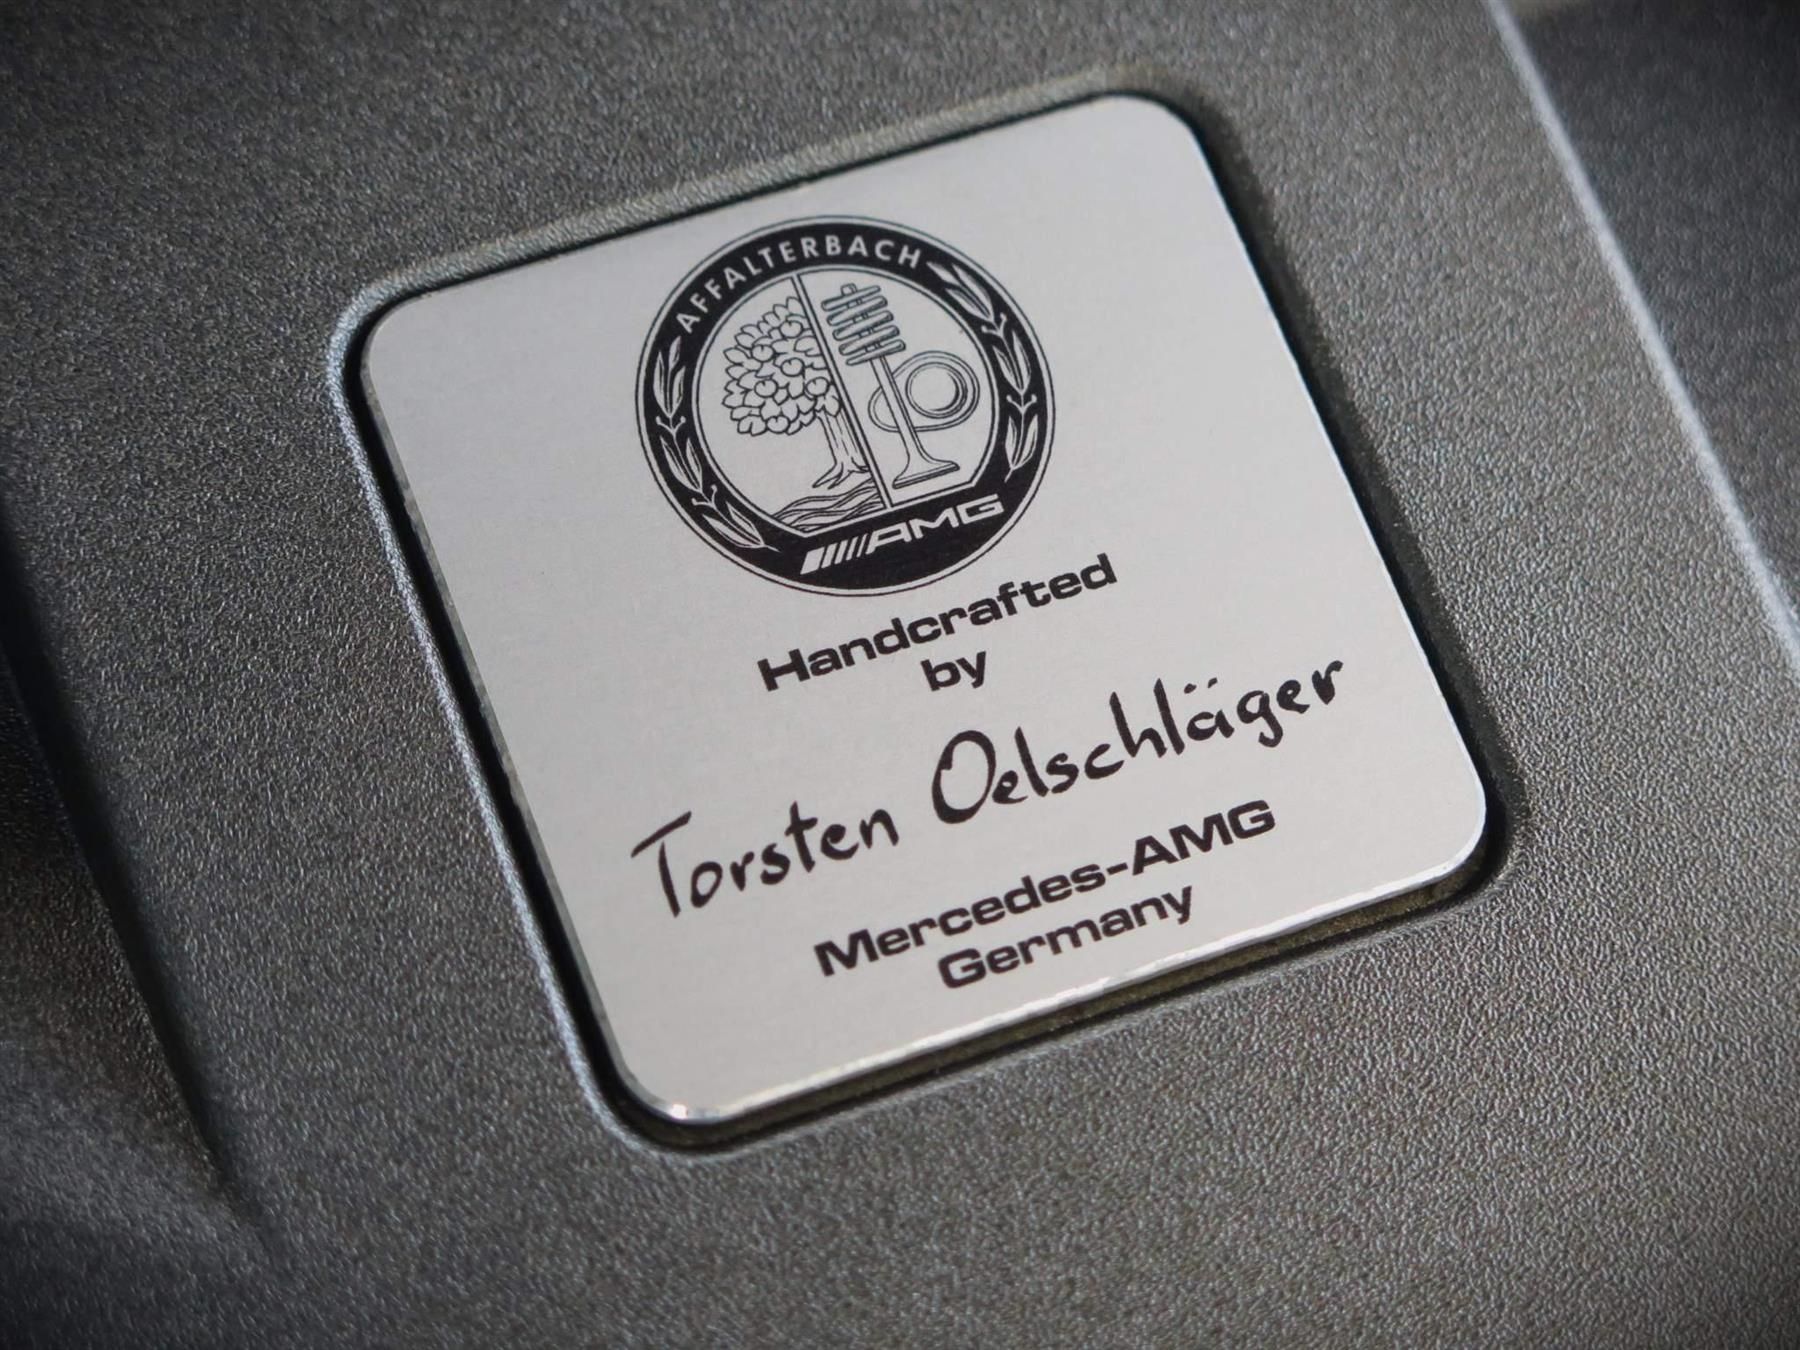 AFFALTERBACH
AMG
Handcrafted
by
Torsten Oelschläger
Mercedes-AMG
Germany